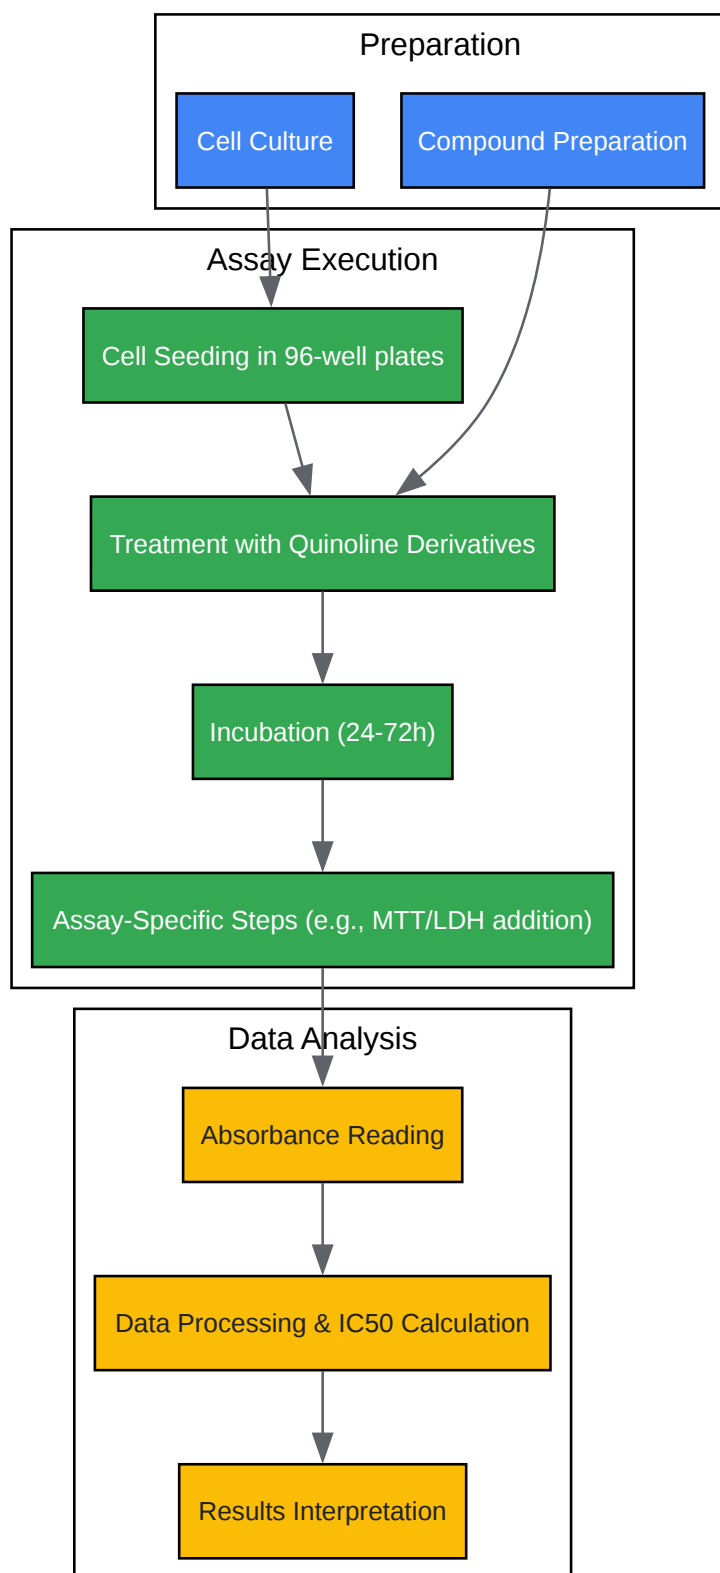 Preparation
Cell Culture
Compound Preparation
Assay Execution
Cell Seeding in 96-well plates
Treatment with Quinoline Derivatives
Incubation (24-72h)
Assay-Specific Steps (e.g., MTT/LDH addition)
Data Analysis
Absorbance Reading
Data Processing & IC50 Calculation
Results Interpretation